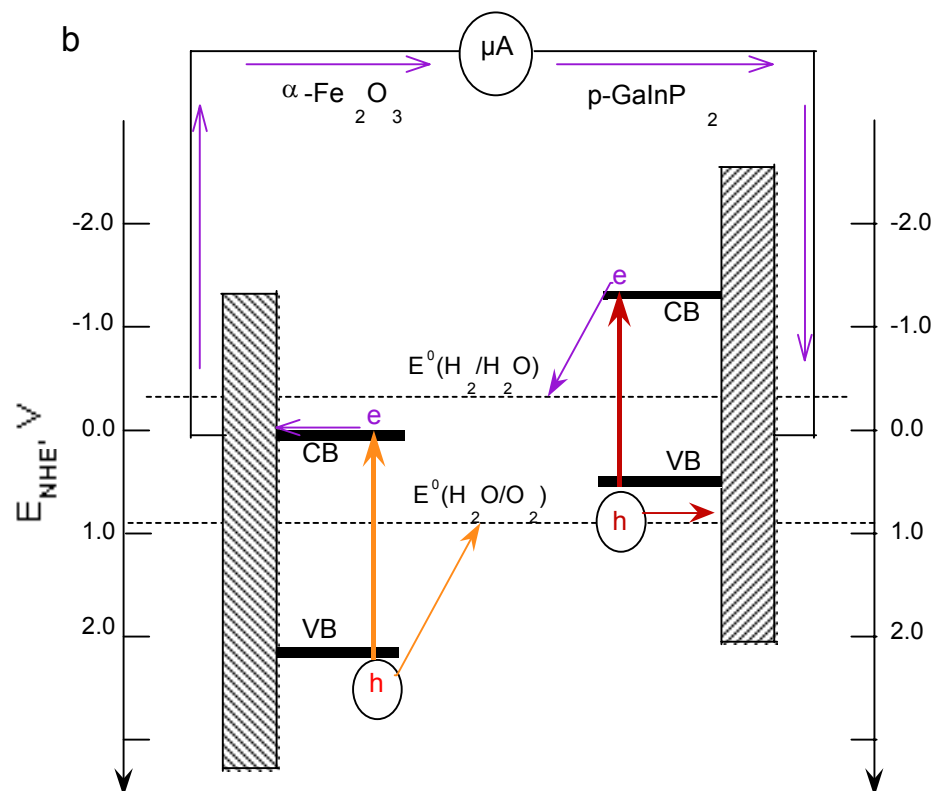 b
µA
α-Fe2O3
p-GaInP2
-2.0
-2.0
e
CB
-1.0
-1.0
E0(H2/H2O)
e
0.0
0.0
CB
VB
E0(H2O/O2)
h
1.0
1.0
VB
2.0
2.0
h
ENHE, V